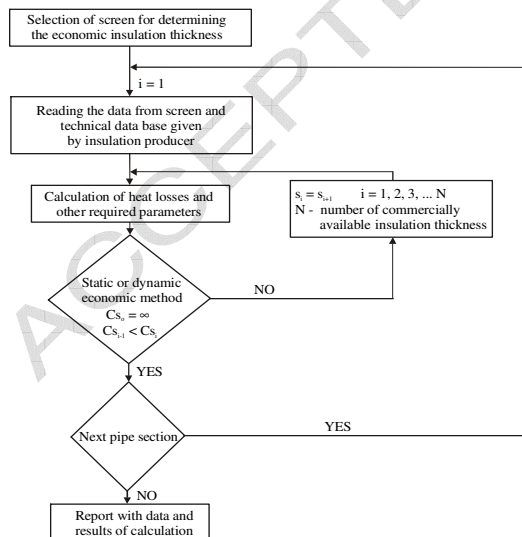 Selection of screen for determining
the economic insulation thickness
i = 1
Reading the data from screen and
technical data base given
by insulation producer
Calculation of heat losses and
other required parameters
sᵢ = sᵢ₊₁ i = 1, 2, 3, ... N
N - number of commercially
available insulation thickness
Static or dynamic
economic method
Csₒ = ∞
Csᵢ₋₁ < Csᵢ
NO
YES
Next pipe section
YES
NO
Report with data and
results of calculation
ACCEPTE